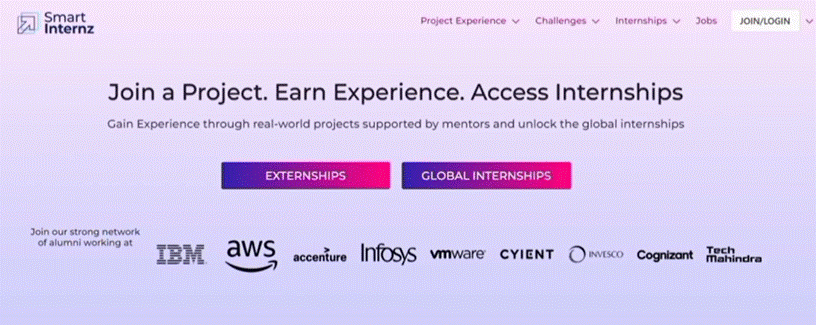 Smart
Internz
Project Experience
Challenges
Internships
Jobs
JOIN/LOGIN
Join a Project. Earn Experience. Access Internships
Gain Experience through real-world projects supported by mentors and unlock the global internships
EXTERNSHIPS
GLOBAL INTERNSHIPS
Join our strong network
of alumni working at
IBM
aws
accenture
Infosys
vmware
CYIENT
INVESCO
Cognizant
Tech
Mahindra